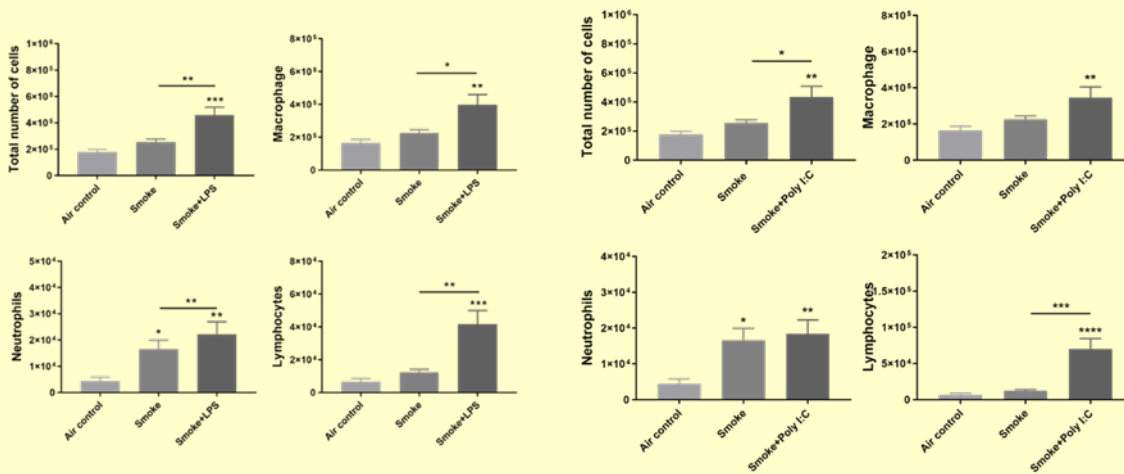 Total number of cells
1×10⁶
8×10⁵
6×10⁵
4×10⁵
2×10⁵
0
**
***
Air control
Smoke
Smoke+LPS
Macrophage
8×10⁵
6×10⁵
4×10⁵
2×10⁵
0
*
**
Air control
Smoke
Smoke+LPS
Total number of cells
1×10⁶
8×10⁵
6×10⁵
4×10⁵
2×10⁵
0
*
**
Air control
Smoke
Smoke+Poly I:C
Macrophage
8×10⁵
6×10⁵
4×10⁵
2×10⁵
0
**
Air control
Smoke
Smoke+Poly I:C
Neutrophils
5×10⁴
4×10⁴
3×10⁴
2×10⁴
1×10⁴
0
*
**
**
Air control
Smoke
Smoke+LPS
Lymphocytes
8×10⁴
6×10⁴
4×10⁴
2×10⁴
0
**
***
Air control
Smoke
Smoke+LPS
Neutrophils
4×10⁴
3×10⁴
2×10⁴
1×10⁴
0
*
**
Air control
Smoke
Smoke+Poly I:C
Lymphocytes
2×10⁵
1.5×10⁵
1×10⁵
5×10⁴
0
***
****
Air control
Smoke
Smoke+Poly I:C